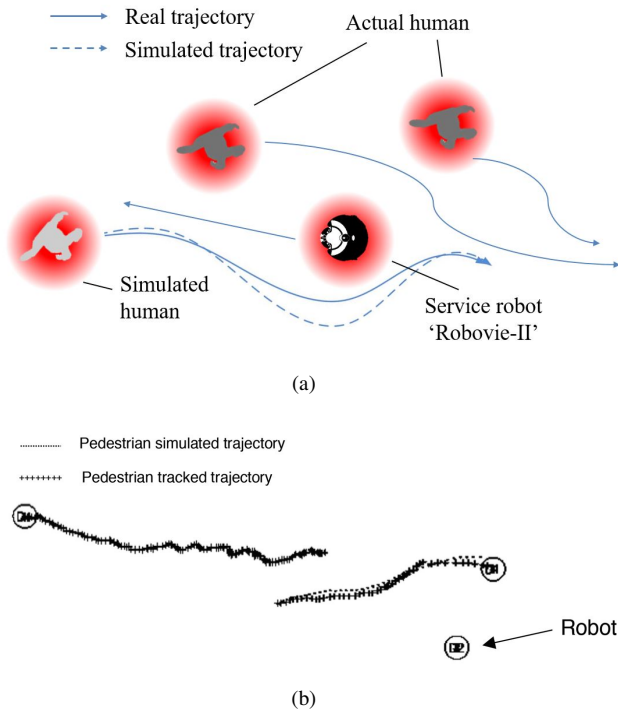 Real trajectory
Simulated trajectory
Actual human
Simulated
human
Service robot
‘Robovie-II’
(a)
Pedestrian simulated trajectory
Pedestrian tracked trajectory
Robot
(b)